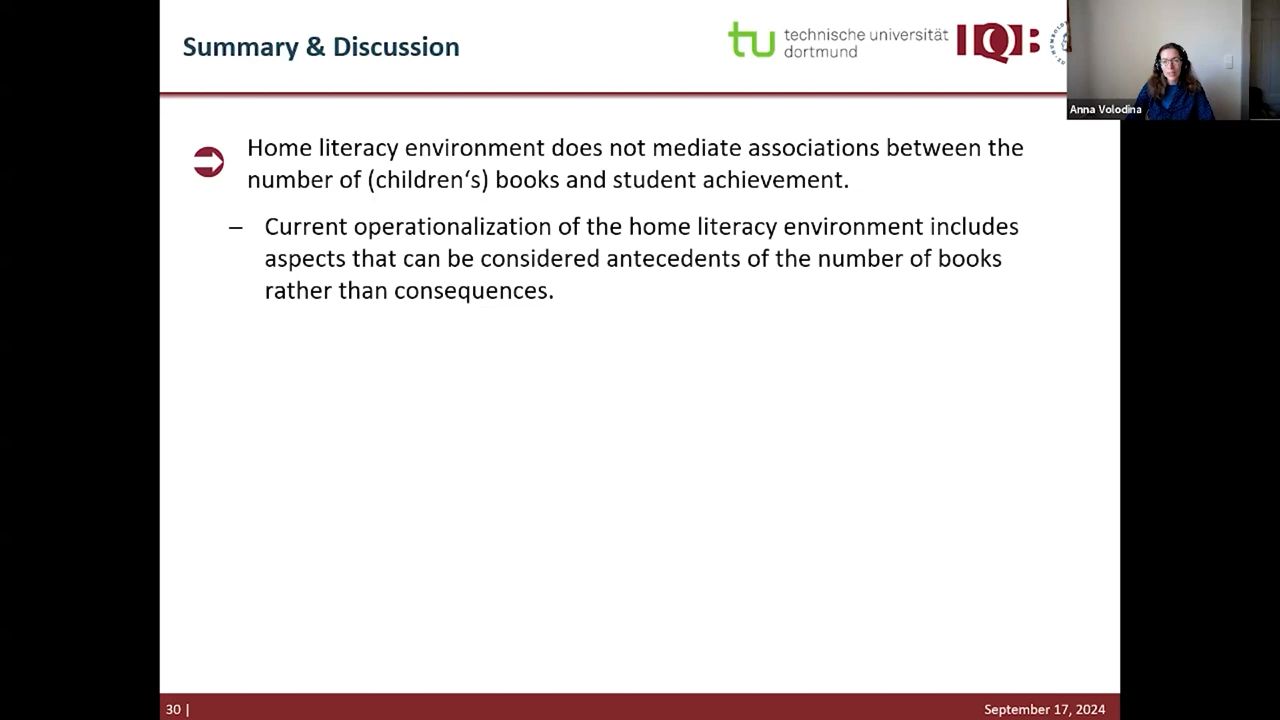 Summary & Discussion
technische universität
dortmund
IQB
Anna Volodina
Home literacy environment does not mediate associations between the
number of (children‘s) books and student achievement.
– Current operationalization of the home literacy environment includes
aspects that can be considered antecedents of the number of books
rather than consequences.
30 |
September 17, 2024